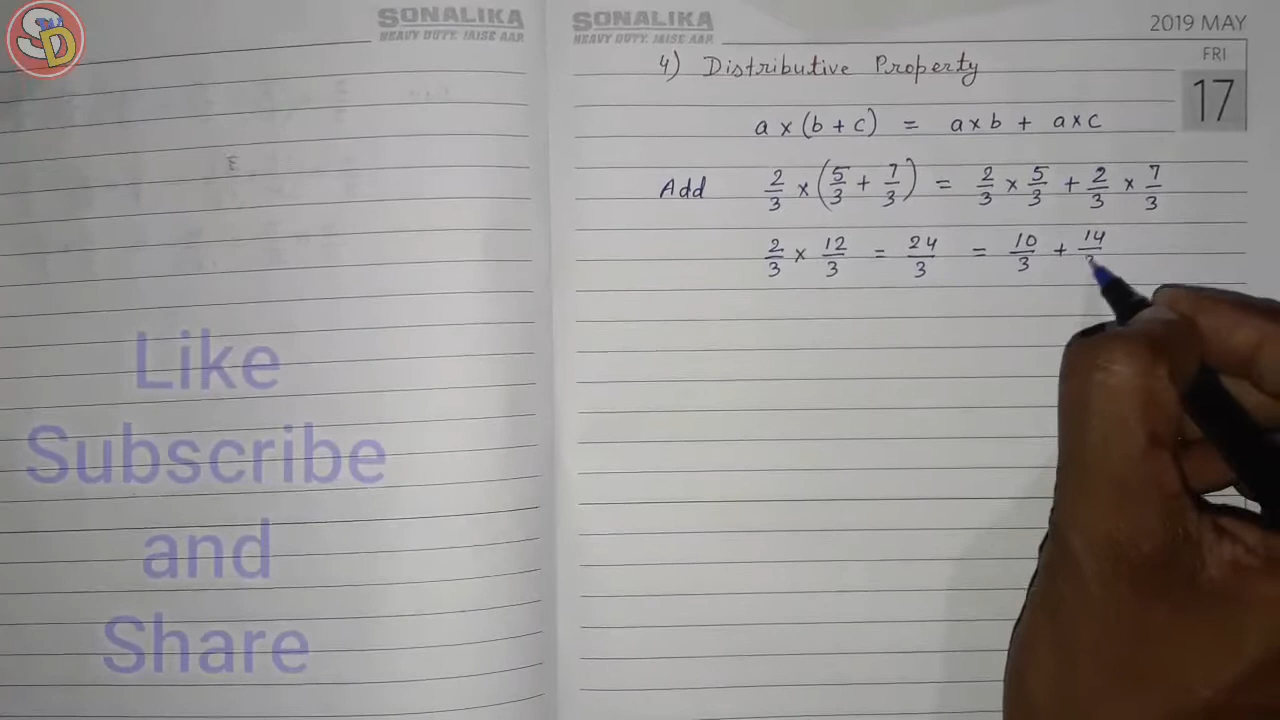 SD
SONALIKA
HEAVY DUTY. JAISE AAP.
SONALIKA
HEAVY DUTY. JAISE AAP.
2019 MAY
FRI
17
4) Distributive Property
a × (b + c) = a×b + a×c
Add 2/3 × (5/3 + 7/3) = 2/3 × 5/3 + 2/3 × 7/3
2/3 × 12/3 = 24/3 = 10/3 + 14/
Like
Subscribe
and
Share